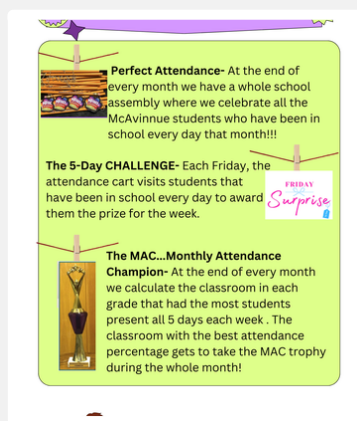 Perfect Attendance- At the end of
every month we have a whole school
assembly where we celebrate all the
McAvinnue students who have been in
school every day that month!!!
The 5-Day CHALLENGE- Each Friday, the
attendance cart visits students that
have been in school every day to award
them the prize for the week.
FRIDAY
Surprise
The MAC...Monthly Attendance
Champion- At the end of every month
we calculate the classroom in each
grade that had the most students
present all 5 days each week . The
classroom with the best attendance
percentage gets to take the MAC trophy
during the whole month!